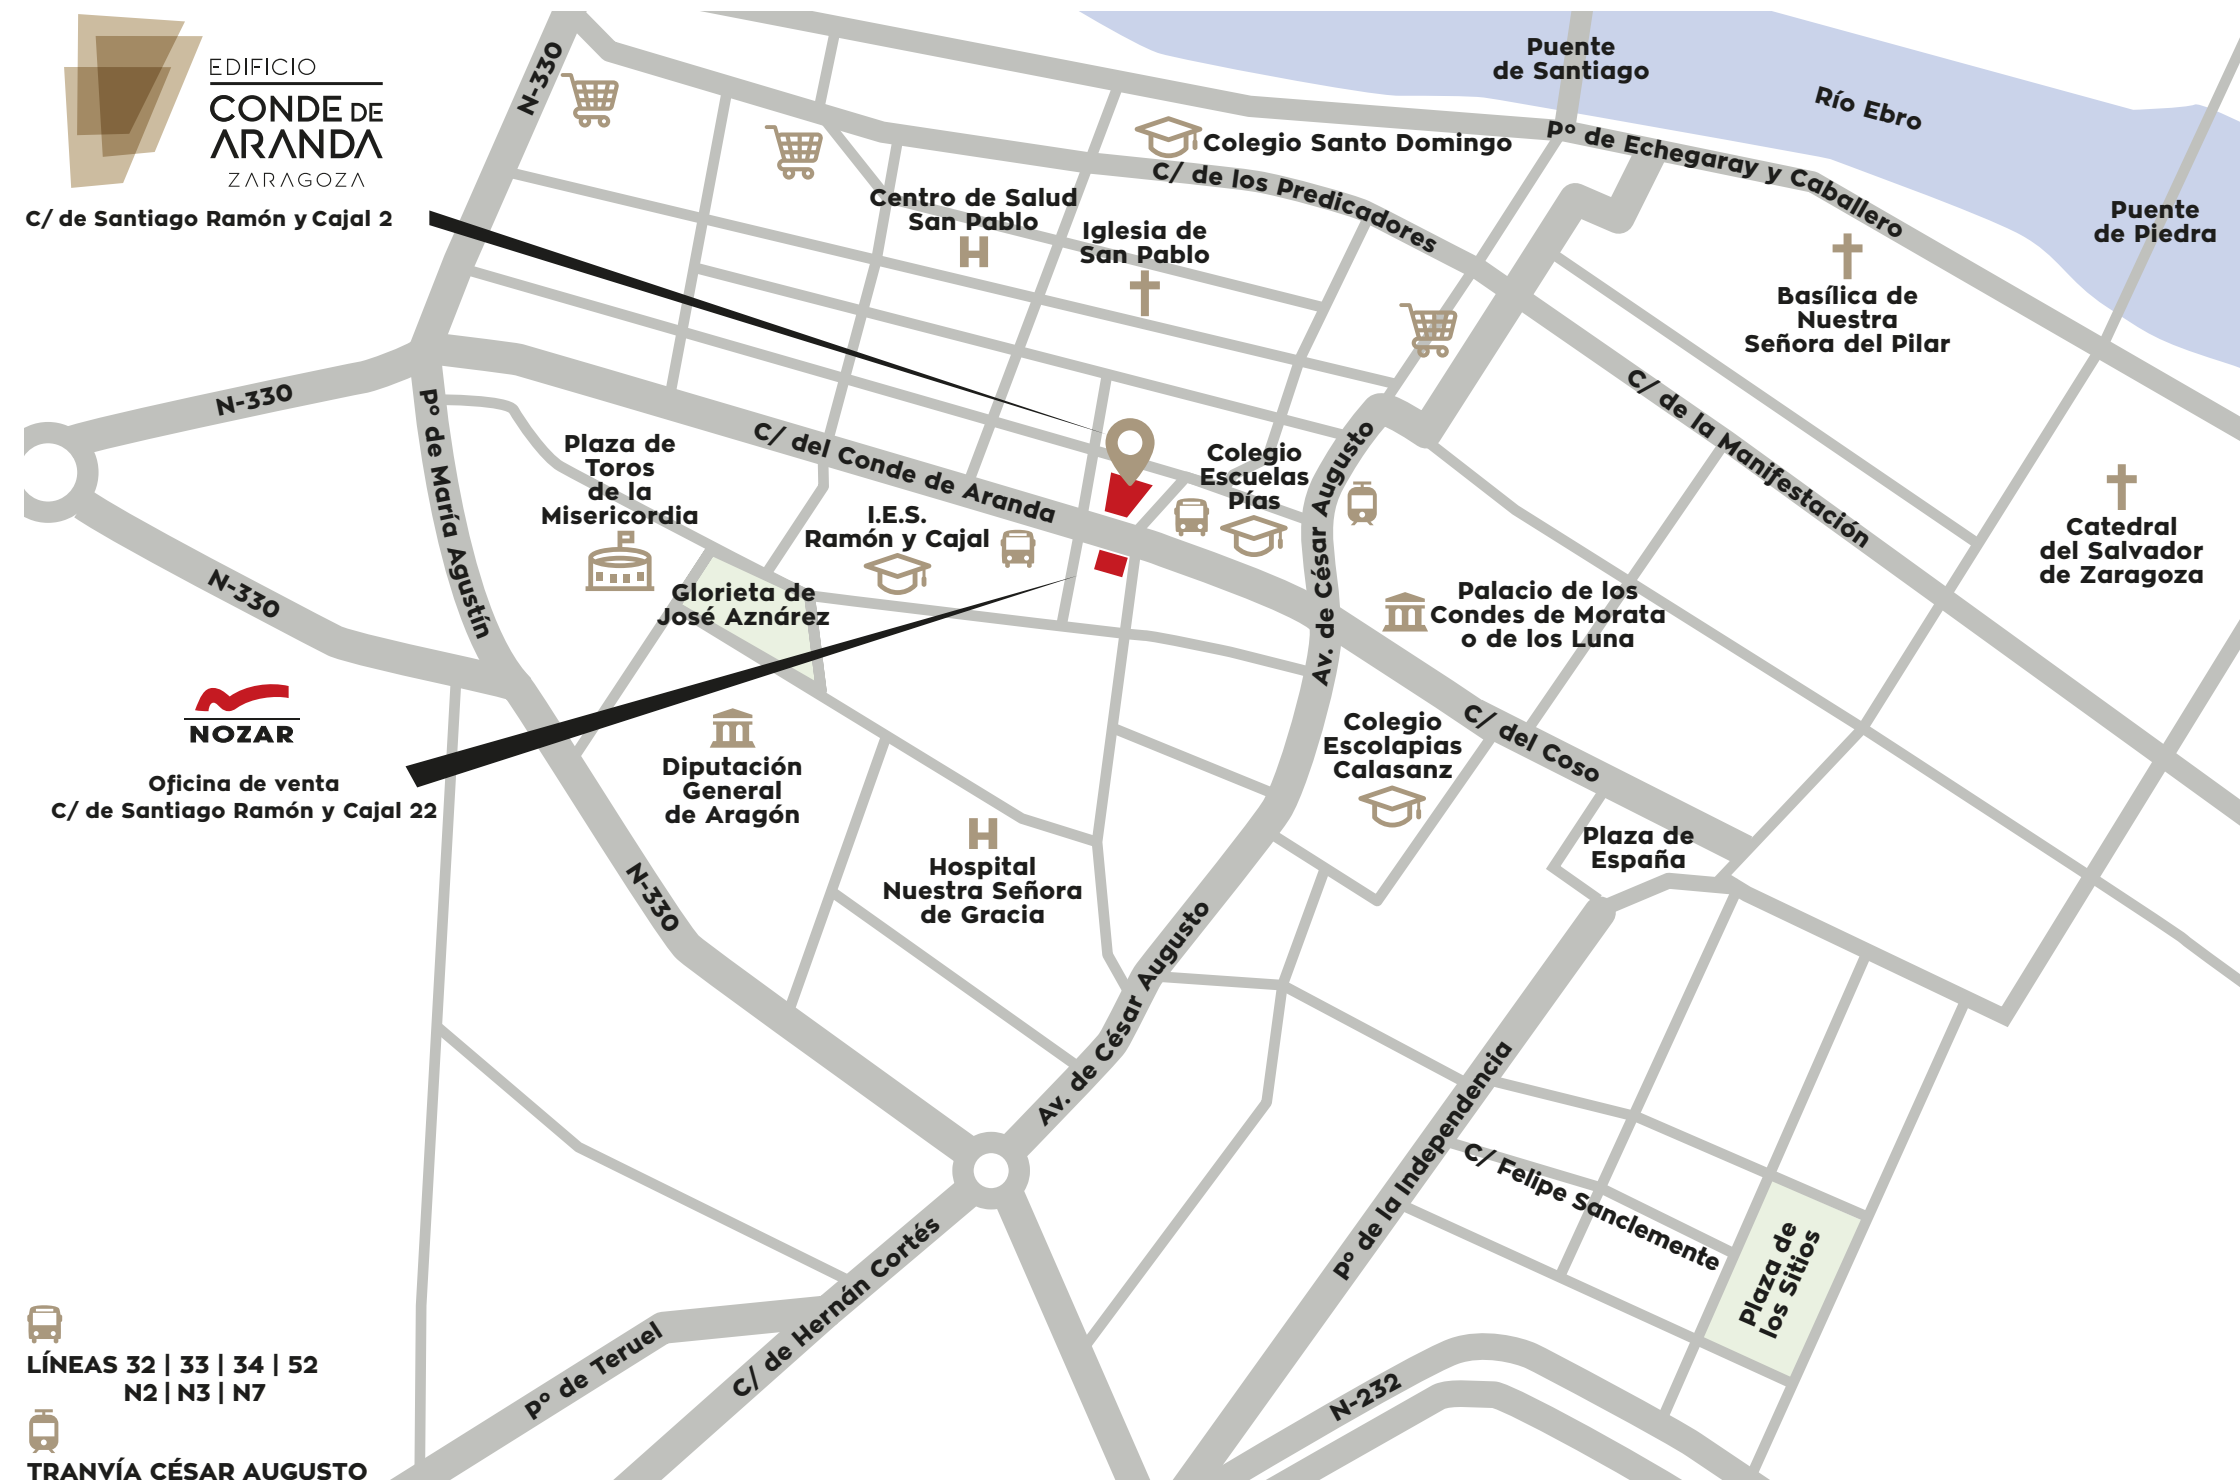 EDIFICIO
CONDE DE
ARANDA
ZARAGOZA
C/ de Santiago Ramón y Cajal 2
N-330
Puente
de Santiago
Río Ebro
Pº de Echegaray y Caballero
Puente
de Piedra
Colegio Santo Domingo
C/ de los Predicadores
Centro de Salud
San Pablo
H
Iglesia de
San Pablo
Basílica de
Nuestra
Señora del Pilar
N-330
Pº de María Agustín
C/ del Conde de Aranda
C/ de la Manifestación
Plaza de
Toros
de la
Misericordia
I.E.S.
Ramón y Cajal
Colegio
Escuelas
Pías
Av. de César Augusto
Catedral
del Salvador
de Zaragoza
N-330
Glorieta de
José Aznárez
Palacio de los
Condes de Morata
o de los Luna
NOZAR
Oficina de venta
C/ de Santiago Ramón y Cajal 22
Diputación
General
de Aragón
Colegio
Escolapias
Calasanz
C/ del Coso
Plaza de
España
N-330
H
Hospital
Nuestra Señora
de Gracia
Av. de César Augusto
Pº de la Independencia
C/ Felipe Sanclemente
Plaza de
los Sitios
Pº de Teruel
C/ de Hernán Cortés
N-232
LÍNEAS 32 | 33 | 34 | 52
N2 | N3 | N7
TRANVÍA CÉSAR AUGUSTO